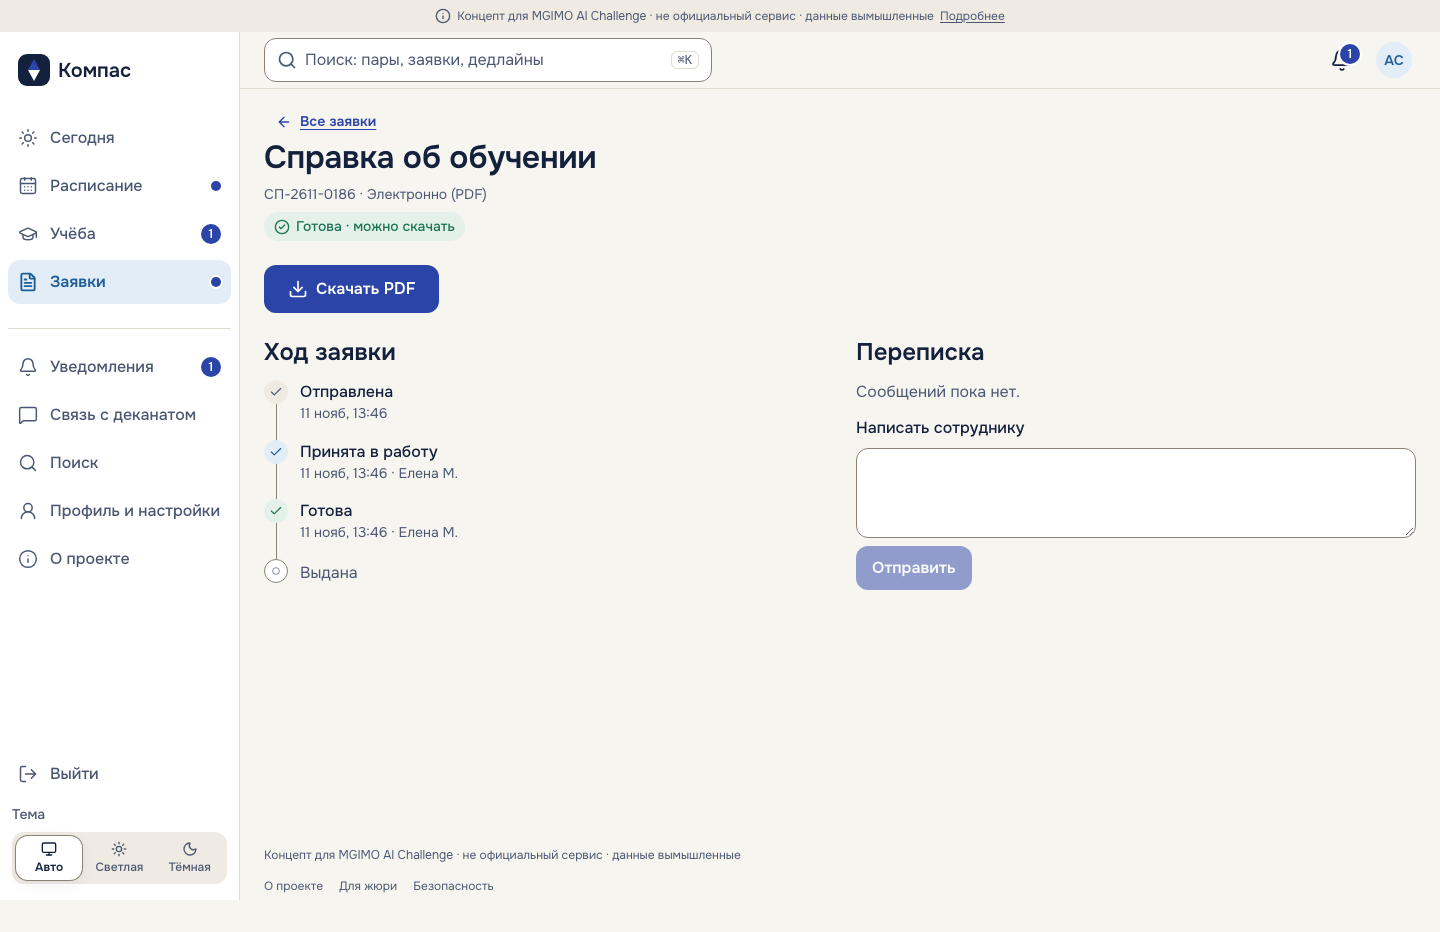 Концепт для MGIMO AI Challenge · не официальный сервис · данные вымышленные Подробнее
Компас
Поиск: пары, заявки, дедлайны
⌘K
1
АС
Сегодня
Расписание
Учёба
1
Заявки
Уведомления
1
Связь с деканатом
Поиск
Профиль и настройки
О проекте
Выйти
Тема
Авто
Светлая
Тёмная
Все заявки
Справка об обучении
СП-2611-0186 · Электронно (PDF)
Готова · можно скачать
Скачать PDF
Ход заявки
Отправлена
11 нояб, 13:46
Принята в работу
11 нояб, 13:46 · Елена М.
Готова
11 нояб, 13:46 · Елена М.
Выдана
Переписка
Сообщений пока нет.
Написать сотруднику
Отправить
Концепт для MGIMO AI Challenge · не официальный сервис · данные вымышленные
О проекте Для жюри Безопасность